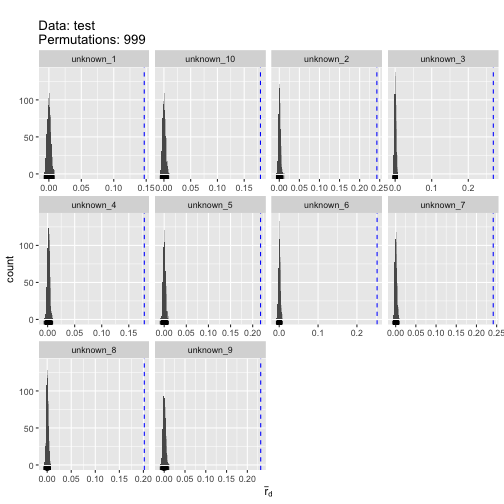 Data: test
Permutations: 999
unknown_1 unknown_10 unknown_2 unknown_3
100
50
0
0.00 0.05 0.10 0.15 0.00 0.05 0.10 0.15 0.00 0.05 0.10 0.15 0.20 0.25 0.0 0.1 0.2
unknown_4 unknown_5 unknown_6 unknown_7
count
100
50
0
0.00 0.05 0.10 0.15 0.00 0.05 0.10 0.15 0.20 0.0 0.1 0.2 0.00 0.05 0.10 0.15 0.20 0.25
unknown_8 unknown_9
100
50
0
0.00 0.05 0.10 0.15 0.20 0.00 0.05 0.10 0.15 0.20
r̄d